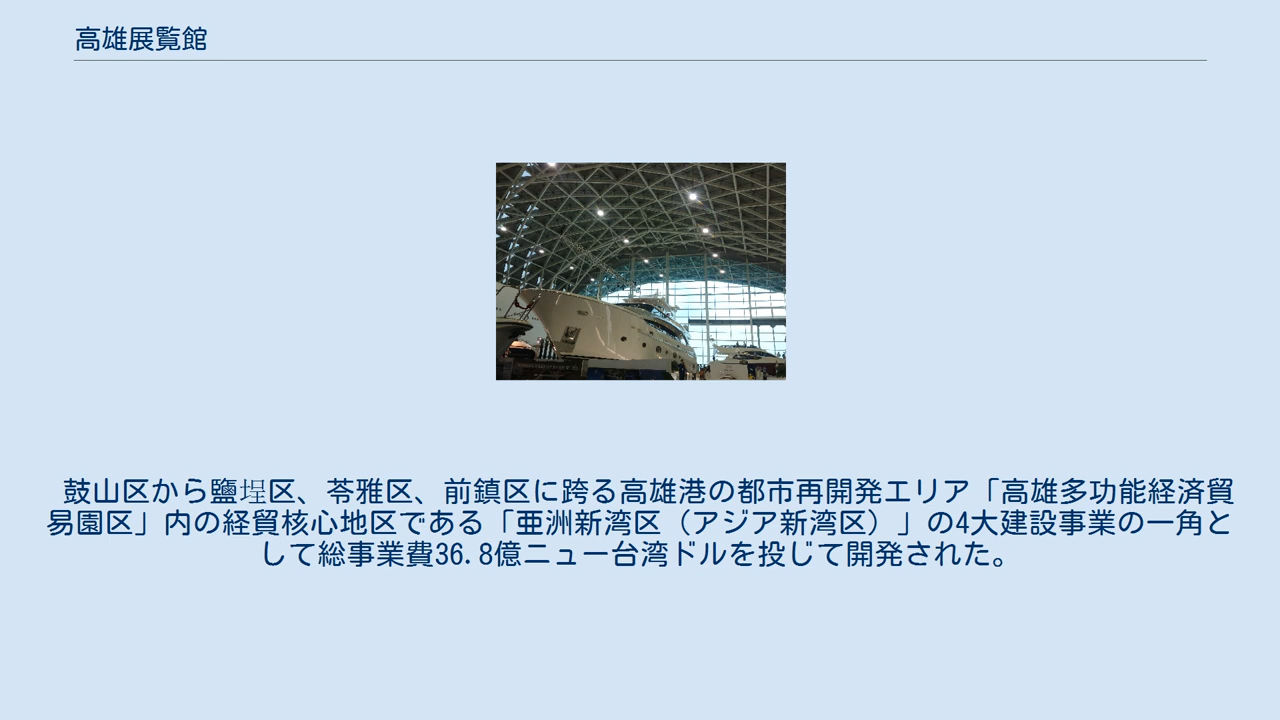 高雄展覧館
鼓山区から鹽埕区、苓雅区、前鎮区に跨る高雄港の都市再開発エリア「高雄多功能経済貿
易園区」内の経貿核心地区である「亜洲新湾区（アジア新湾区）」の4大建設事業の一角と
して総事業費36.8億ニュー台湾ドルを投じて開発された。